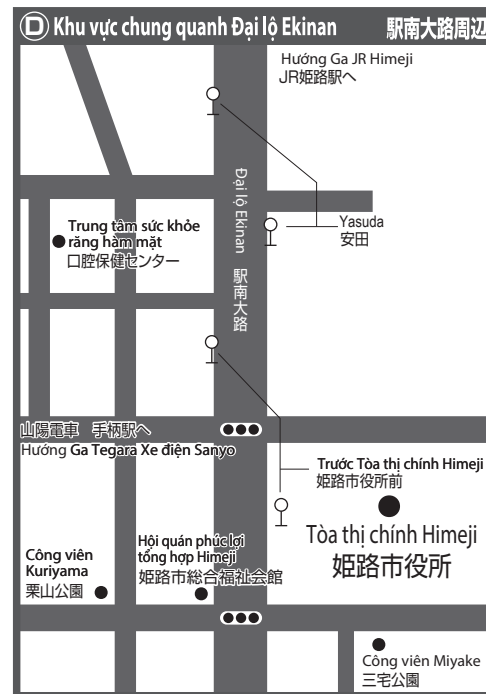 D Khu vực chung quanh Đại lộ Ekinan 駅南大路周辺
Hướng Ga JR Himeji
JR姫路駅へ
Đại lộ Ekinan 駅南大路
Trung tâm sức khỏe
răng hàm mặt
口腔保健センター
Yasuda
安田
山陽電車 手柄駅へ
Hướng Ga Tegara Xe điện Sanyo
Trước Tòa thị chính Himeji
姫路市役所前
Tòa thị chính Himeji
姫路市役所
Hội quán phúc lợi
tổng hợp Himeji
姫路市総合福祉会館
Công viên
Kuriyama
栗山公園
Công viên Miyake
三宅公園